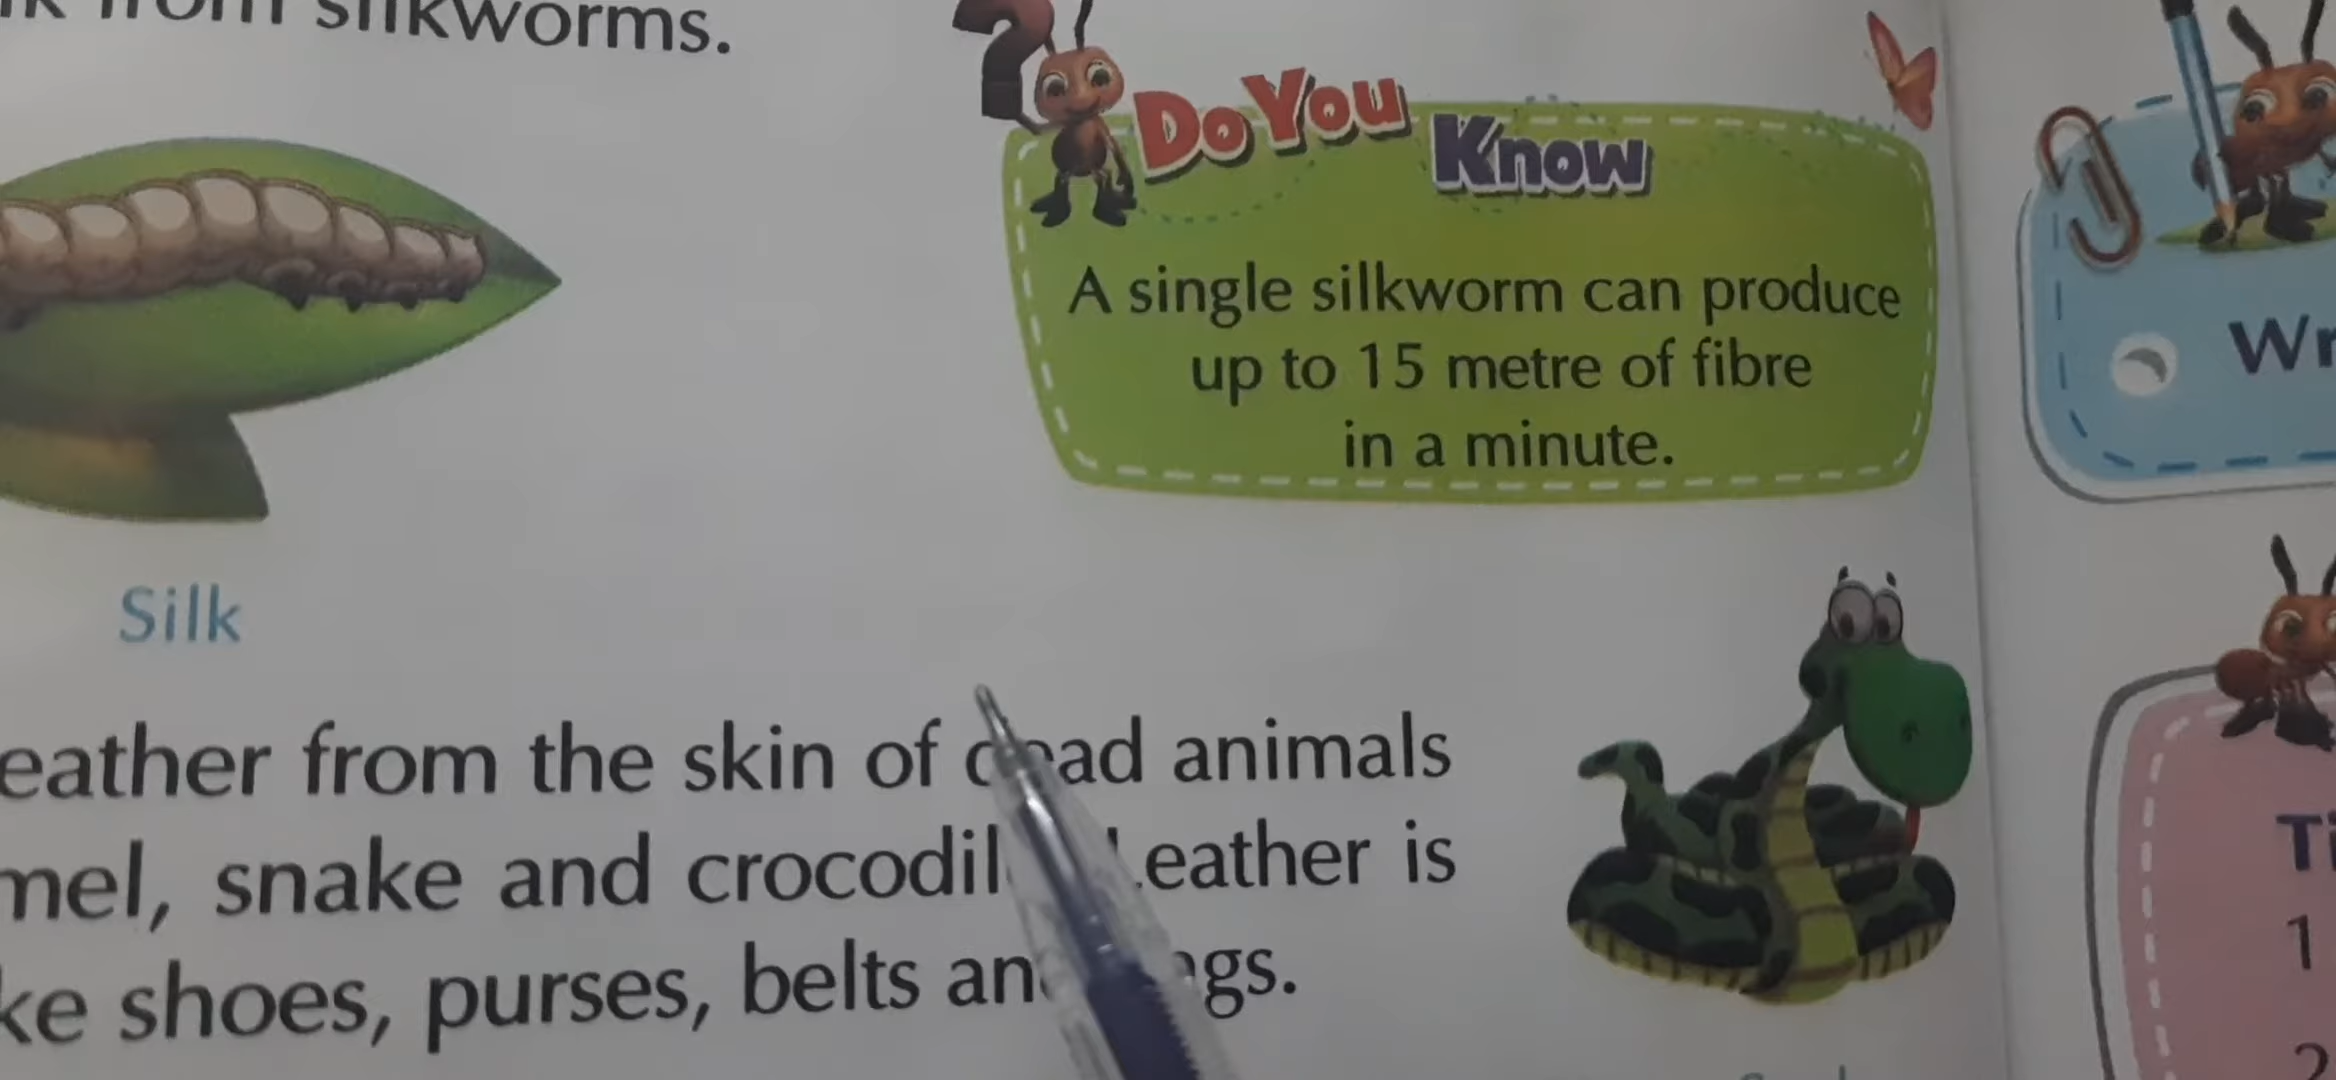 from silkworms.
Do You Know
A single silkworm can produce
up to 15 metre of fibre
in a minute.
Silk
eather from the skin of dead animals
mel, snake and crocodil Leather is
ke shoes, purses, belts an gs.
Wr
Ti
1
2